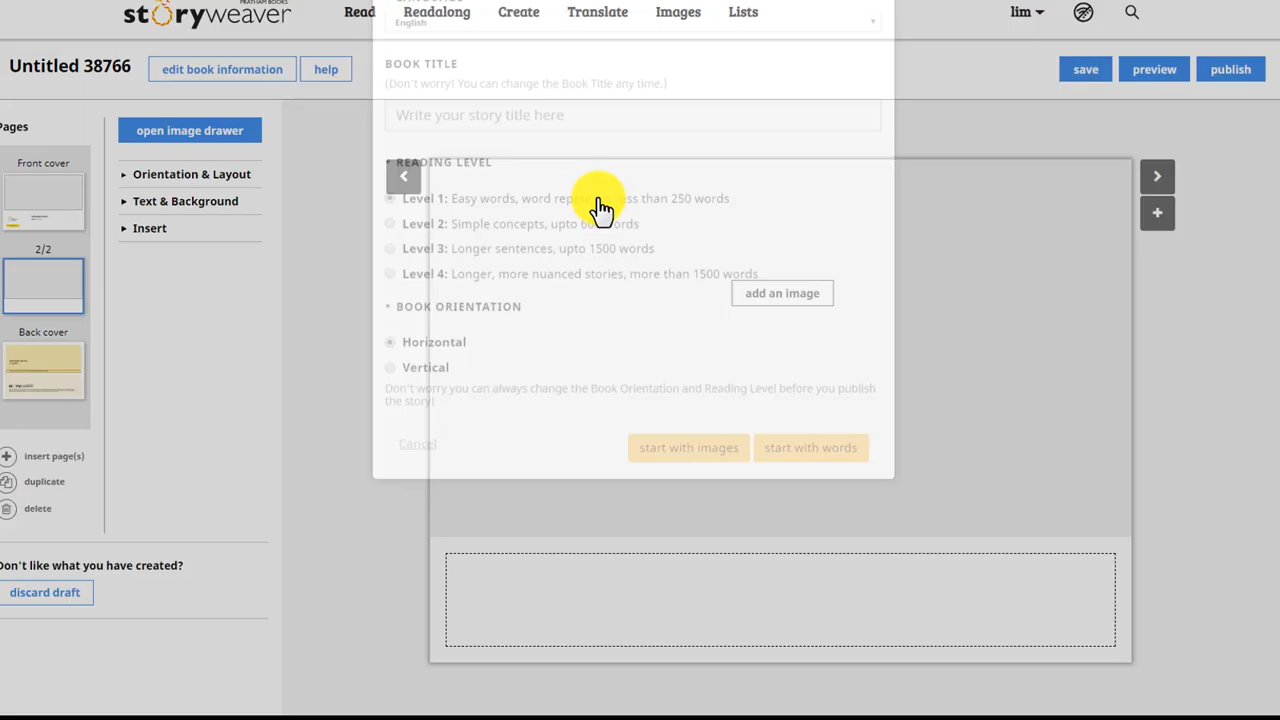 PRATHAM BOOKS
storyweaver
Read Readalong Create Translate Images Lists
lim
LANGUAGE
English
Untitled 38766
edit book information
help
BOOK TITLE
(Don't worry! You can change the Book Title any time.)
save
preview
publish
Write your story title here
Pages
open image drawer
Front cover
Orientation & Layout
Text & Background
Insert
2/2
Back cover
* READING LEVEL
Level 1: Easy words, word less than 250 words
Level 2: Simple concepts, upto words
Level 3: Longer sentences, upto 1500 words
Level 4: Longer, more nuanced stories, more than 1500 words
add an image
* BOOK ORIENTATION
Horizontal
Vertical
Don't worry you can always change the Book Orientation and Reading Level before you publish
the story!
Cancel
start with images
start with words
insert page(s)
duplicate
delete
Don't like what you have created?
discard draft